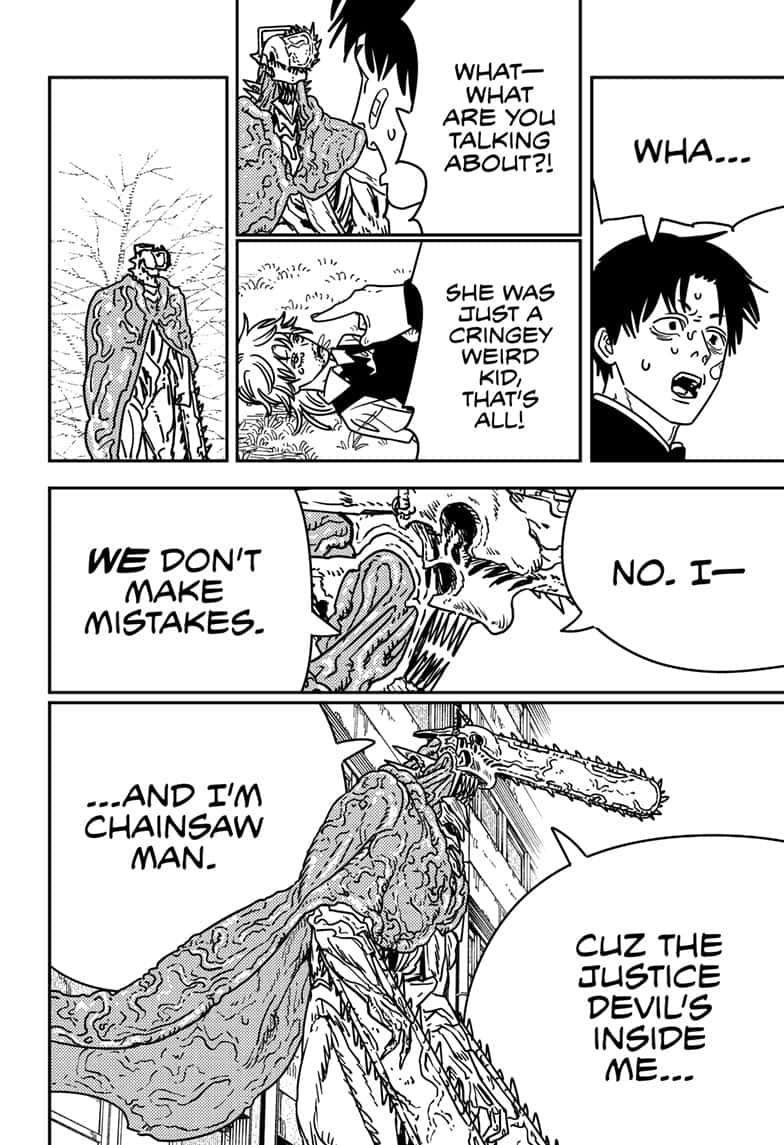 WHA...
WHAT—
WHAT
ARE YOU
TALKING
ABOUT?!
SHE WAS
JUST A
CRINGEY
WEIRD
KID,
THAT'S
ALL!
NO. I—
WE DON'T
MAKE
MISTAKES.
CUZ THE
JUSTICE
DEVIL'S
INSIDE
ME...
...AND I'M
CHAINSAW
MAN.